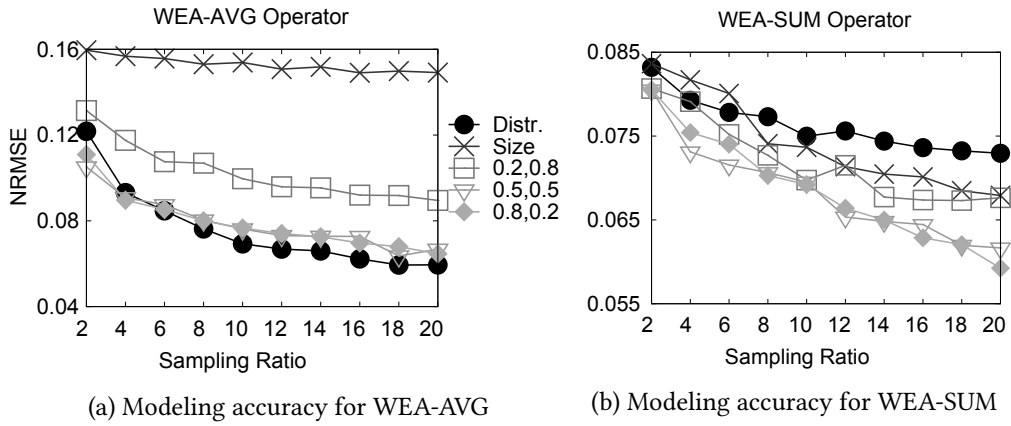 WEA-AVG Operator
0.16
0.12
0.08
0.04
NRMSE
2 4 6 8 10 12 14 16 18 20
Sampling Ratio
Distr.
Size
0.2,0.8
0.5,0.5
0.8,0.2
(a) Modeling accuracy for WEA-AVG
WEA-SUM Operator
0.085
0.075
0.065
0.055
2 4 6 8 10 12 14 16 18 20
Sampling Ratio
(b) Modeling accuracy for WEA-SUM